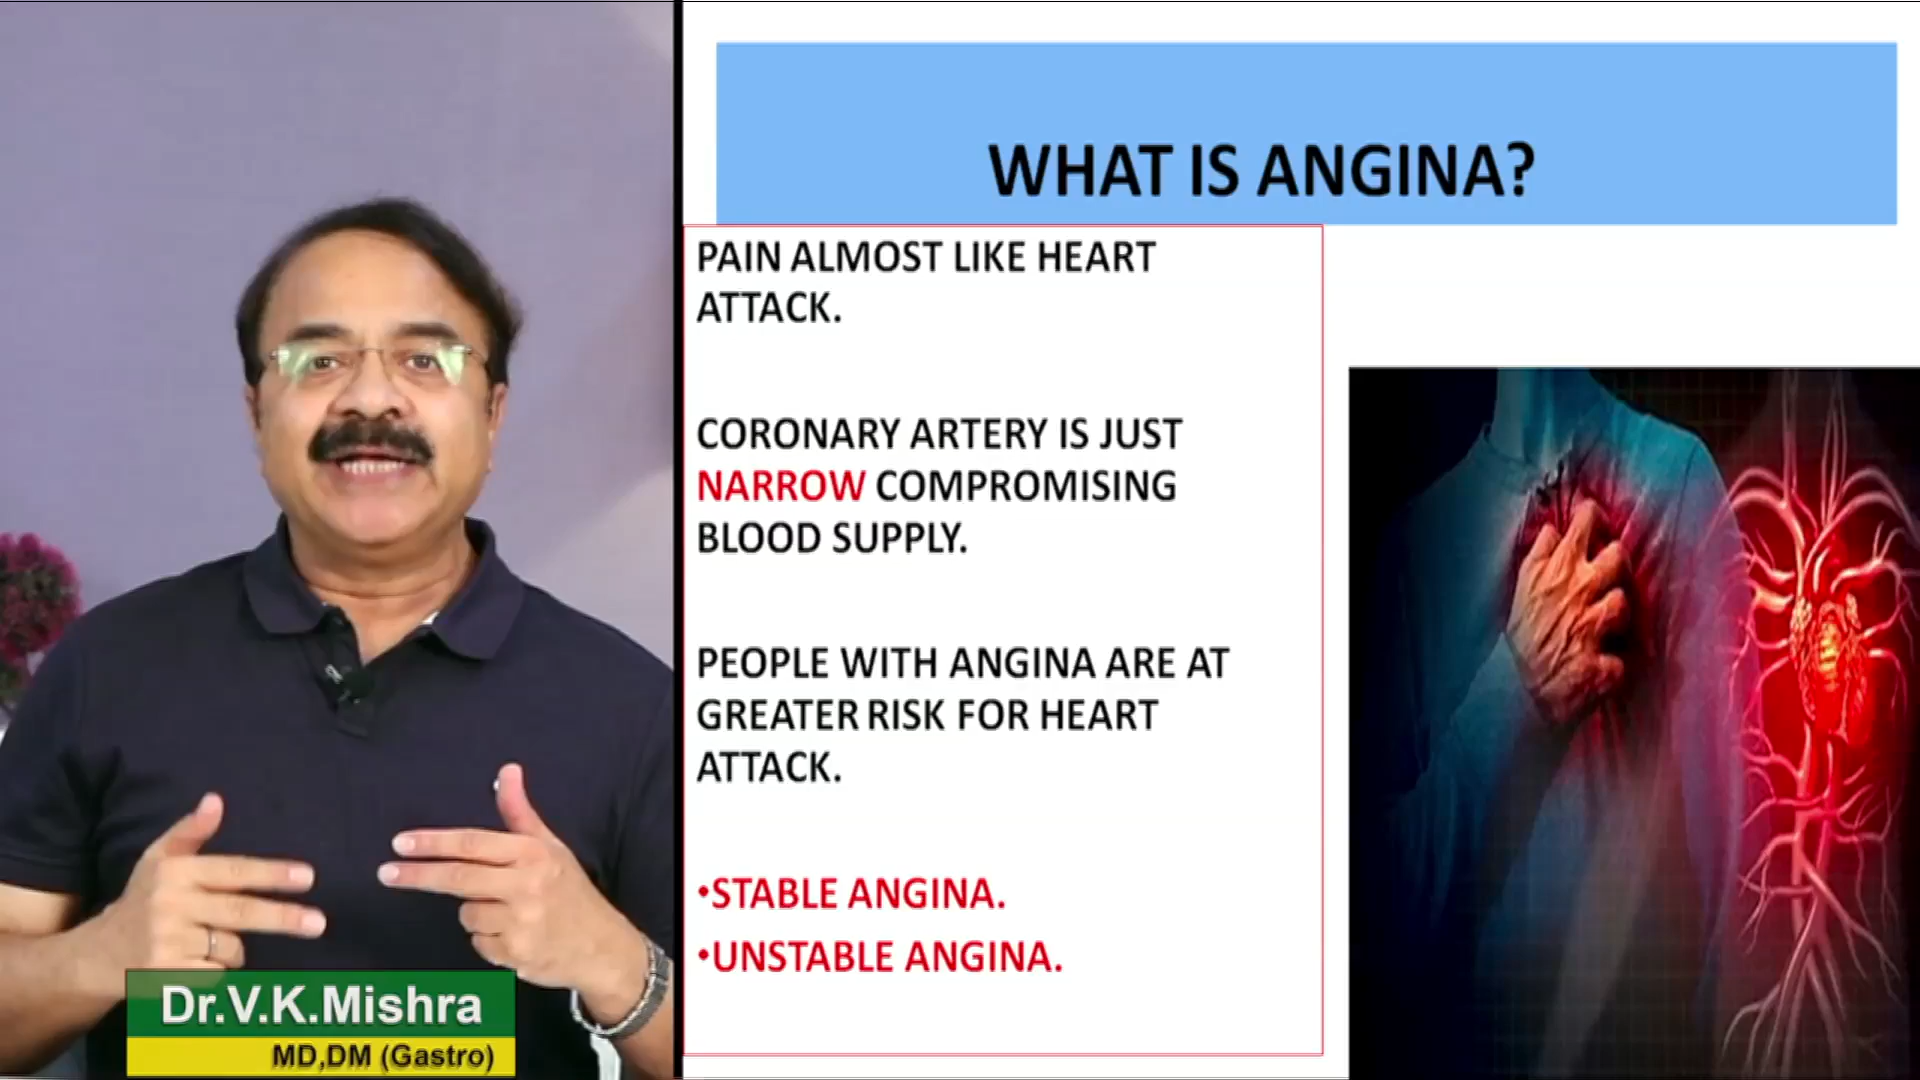 WHAT IS ANGINA?
PAIN ALMOST LIKE HEART
ATTACK.
CORONARY ARTERY IS JUST
NARROW COMPROMISING
BLOOD SUPPLY.
PEOPLE WITH ANGINA ARE AT
GREATER RISK FOR HEART
ATTACK.
•STABLE ANGINA.
•UNSTABLE ANGINA.
Dr.V.K.Mishra
MD,DM (Gastro)